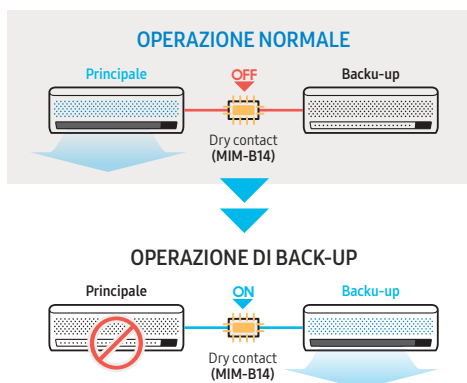 OPERAZIONE NORMALE
Principale
OFF
Backu-up
Dry contact
(MIM-B14)
OPERAZIONE DI BACK-UP
Principale
ON
Backu-up
Dry contact
(MIM-B14)